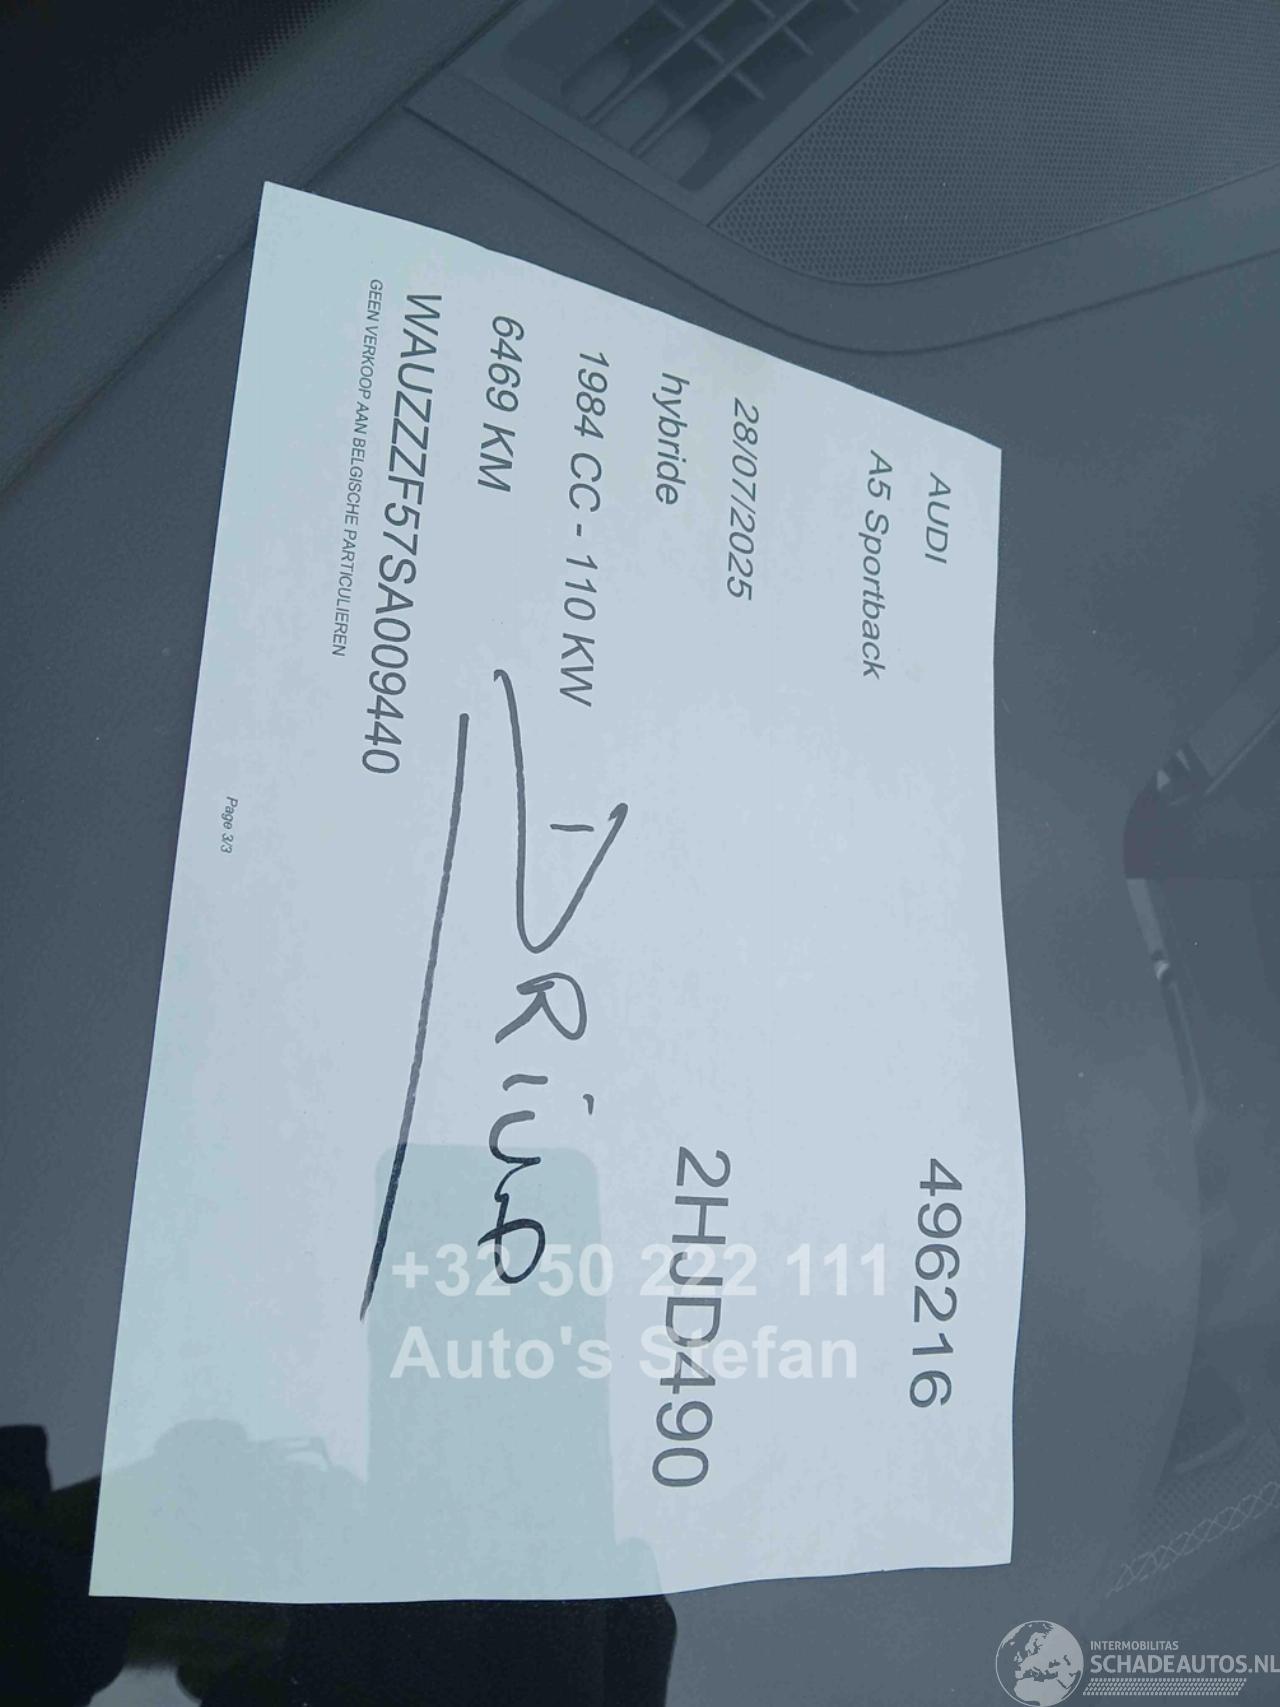 AUDI
496216
A5 Sportback
28/07/2025
2HJD490
hybride
1984 CC - 110 KW
6469 KM
WAUZZZF57SA009440
GEEN VERKOOP AAN BELGISCHE PARTICULIEREN
Page 3/3
+32 50 222 111
Auto's Stefan
INTERMOBILITAS
SCHADEAUTOS.NL